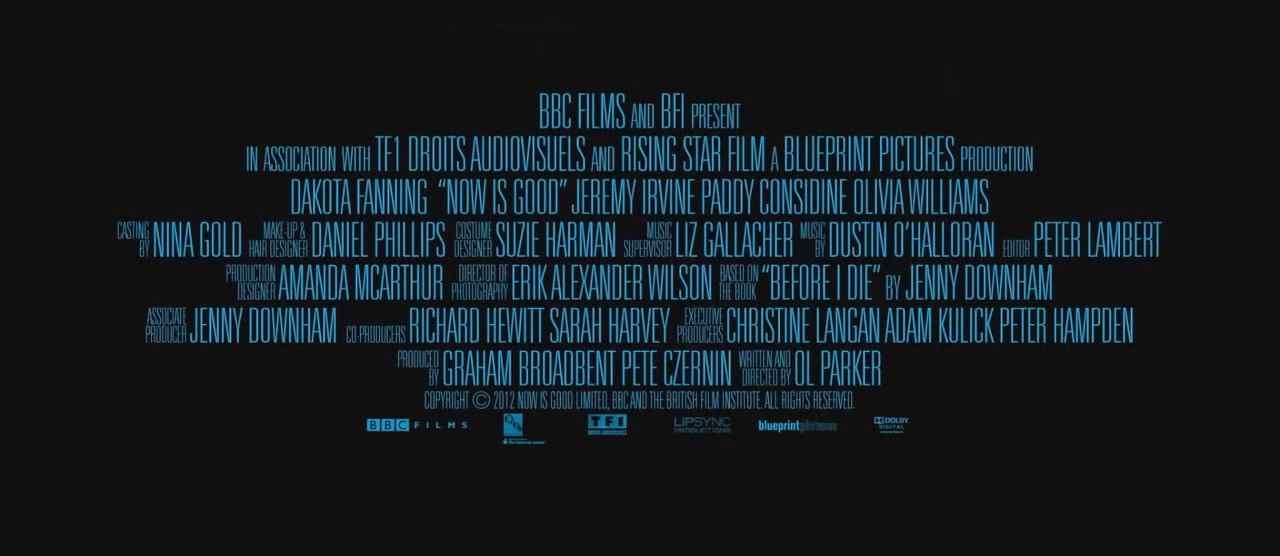 BBC FILMS AND BFI PRESENT
IN ASSOCIATION WITH TF1 DROITS AUDIOVISUELS AND RISING STAR FILM A BLUEPRINT PICTURES PRODUCTION
DAKOTA FANNING "NOW IS GOOD" JEREMY IRVINE PADDY CONSIDINE OLIVIA WILLIAMS
CASTING BY NINA GOLD MAKE-UP & HAIR DESIGNER DANIEL PHILLIPS COSTUME DESIGNER SUZIE HARMAN MUSIC SUPERVISOR LIZ GALLACHER MUSIC BY DUSTIN O'HALLORAN EDITOR PETER LAMBERT
PRODUCTION DESIGNER AMANDA MCARTHUR DIRECTOR OF PHOTOGRAPHY ERIK ALEXANDER WILSON BASED ON THE BOOK "BEFORE I DIE" BY JENNY DOWNHAM
ASSOCIATE PRODUCER JENNY DOWNHAM CO-PRODUCERS RICHARD HEWITT SARAH HARVEY EXECUTIVE PRODUCERS CHRISTINE LANGAN ADAM KULICK PETER HAMPDEN
PRODUCED BY GRAHAM BROADBENT PETE CZERNIN WRITTEN AND DIRECTED BY OL PARKER
COPYRIGHT © 2012 NOW IS GOOD LIMITED, BBC AND THE BRITISH FILM INSTITUTE. ALL RIGHTS RESERVED.
BBC FILMS BFI TF1 LIPSYNC PRODUCTIONS blueprint pictures DOLBY DIGITAL